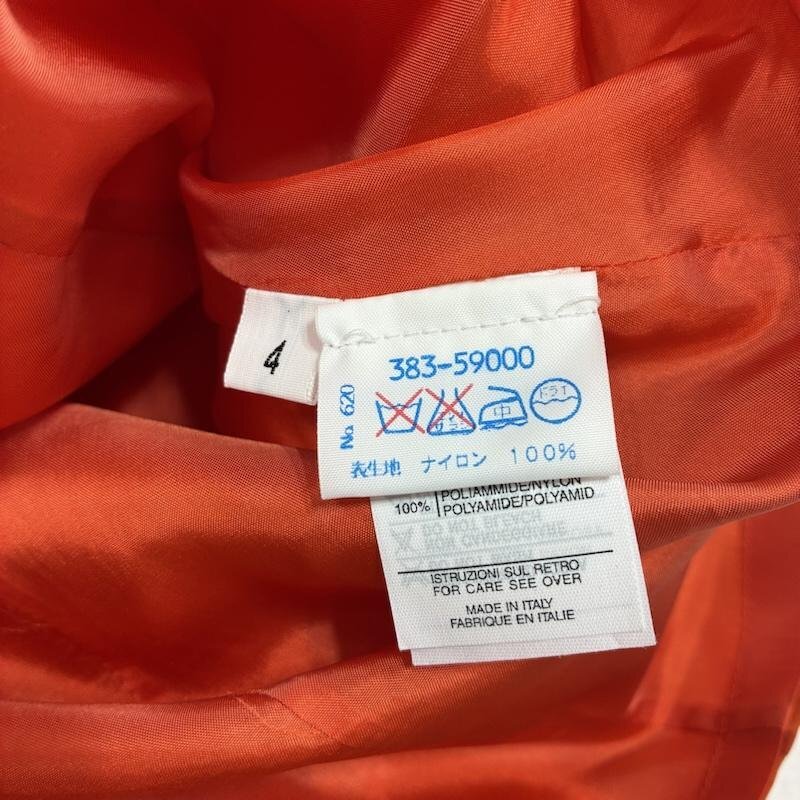 4
383-59000
No. 620
中
ドライ
表生地 ナイロン 100%
POLIAMMIDE/NYLON
100% POLYAMIDE/POLYAMID
ISTRUZIONI SUL RETRO
FOR CARE SEE OVER
MADE IN ITALY
FABRIQUE EN ITALIE